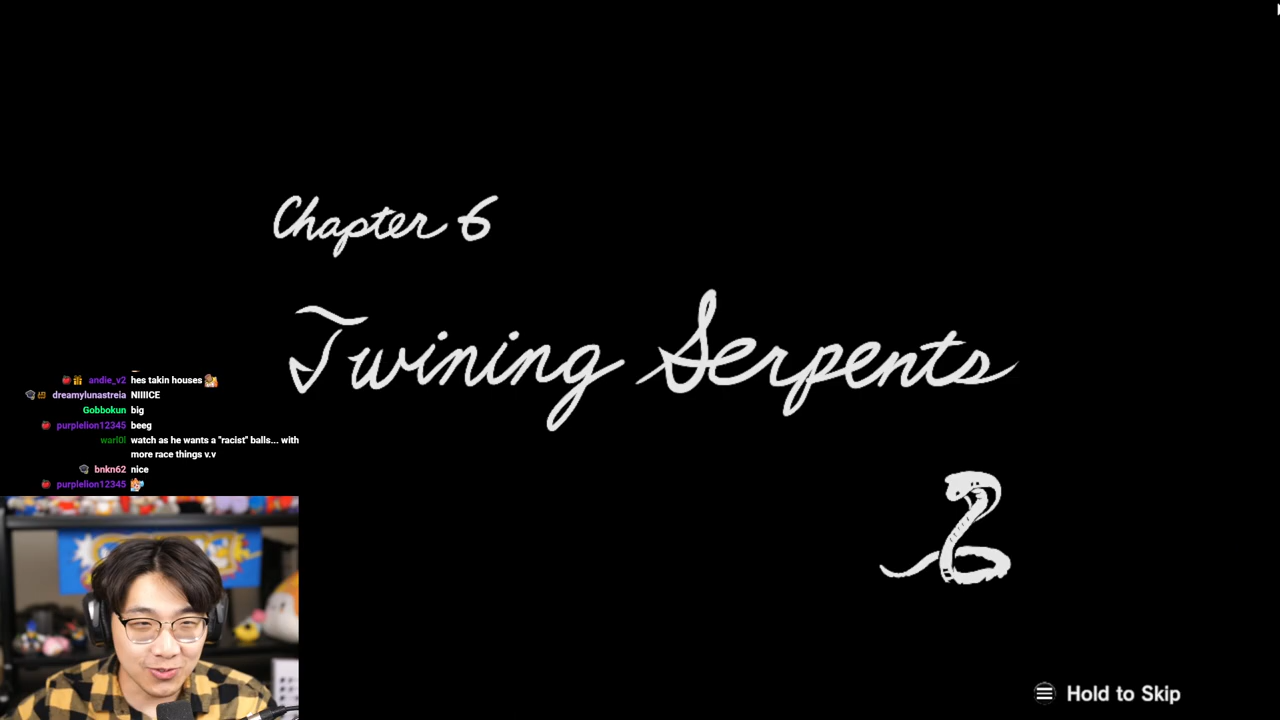 Chapter 6
Twining Serpents
andie_v2 hes takin houses
dreamylunastreia NIIIICE
Gobbokun big
purplelion12345 beeg
warl0l watch as he wants a "racist" balls... with
more race things v.v
bnkn62 nice
purplelion12345
Hold to Skip